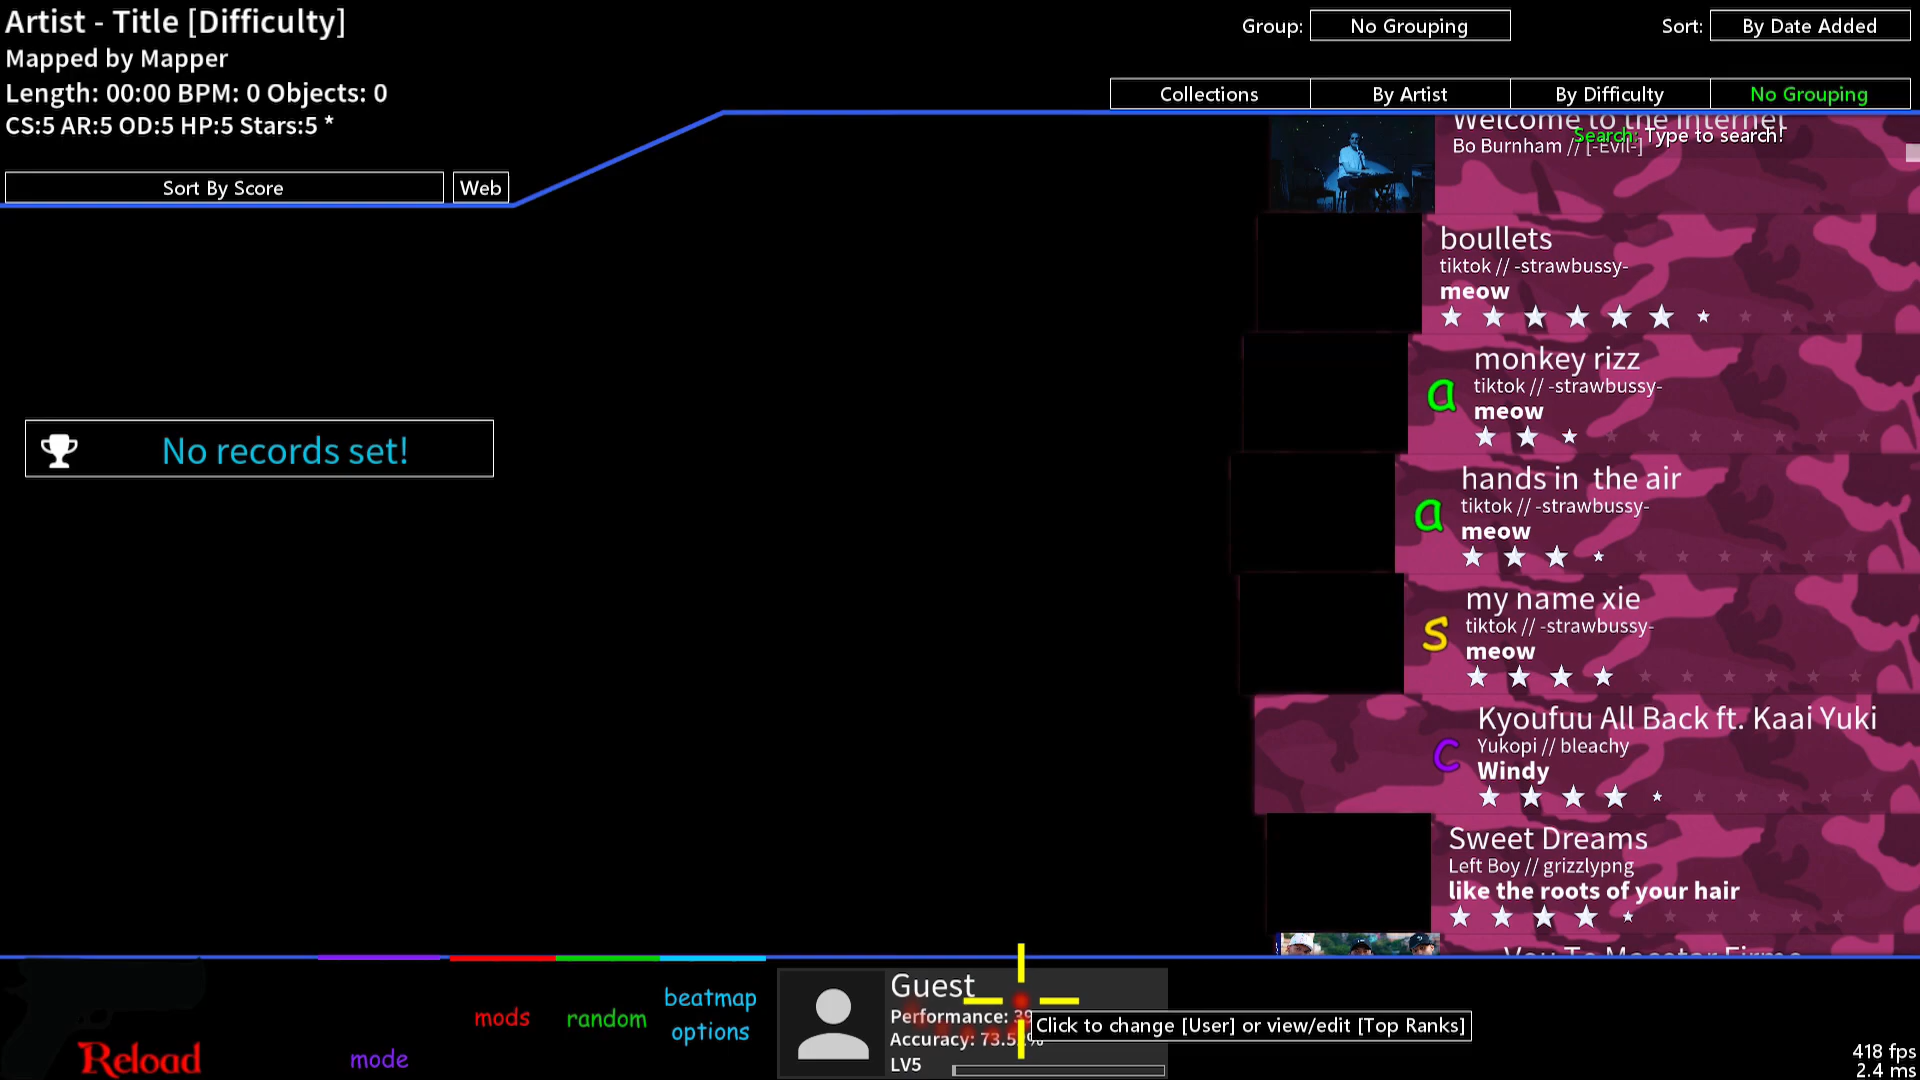 Artist - Title [Difficulty]
Mapped by Mapper
Length: 00:00 BPM: 0 Objects: 0
CS:5 AR:5 OD:5 HP:5 Stars:5 *
Sort By Score
Web
Group: No Grouping
Sort: By Date Added
Collections
By Artist
By Difficulty
No Grouping
Search: Type to search!
Welcome to the Internet
Bo Burnham // [-Evil-]
boullets
tiktok // -strawbussy-
meow
a
monkey rizz
tiktok // -strawbussy-
meow
a
hands in  the air
tiktok // -strawbussy-
meow
S
my name xie
tiktok // -strawbussy-
meow
C
Kyoufuu All Back ft. Kaai Yuki
Yukopi // bleachy
Windy
Sweet Dreams
Left Boy // grizzlypng
like the roots of your hair
No records set!
Reload
mode
mods
random
beatmap
options
Guest
Performance:
Accuracy: 73.5
LV5
Click to change [User] or view/edit [Top Ranks]
418 fps
2.4 ms